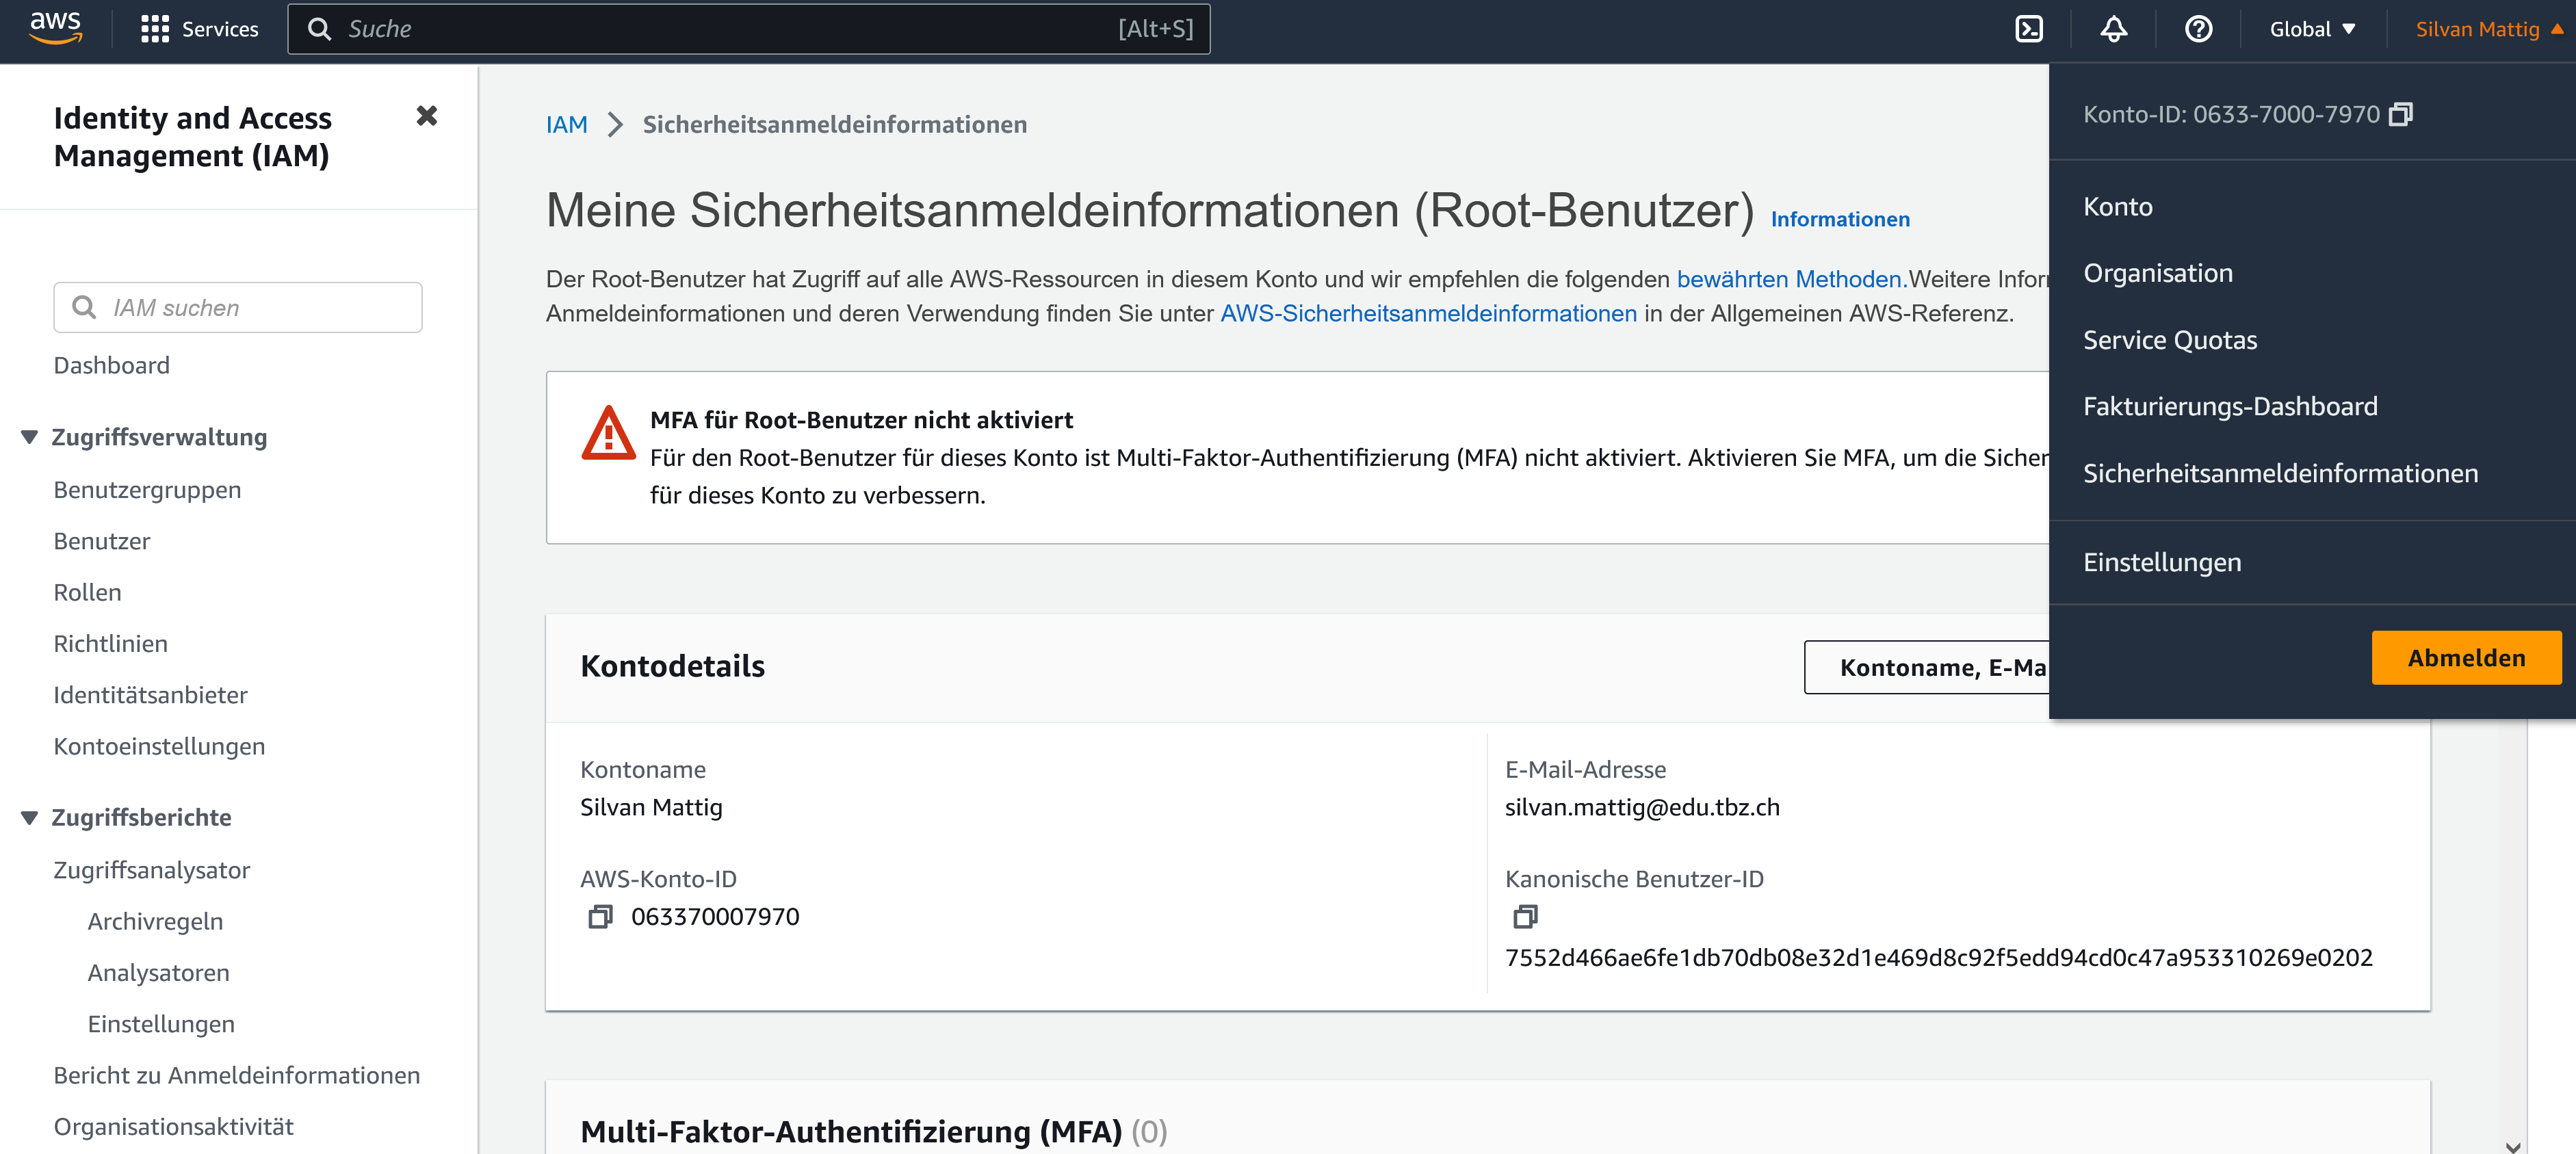 aws
Services
Suche
[Alt+S]
Global
Silvan Mattig
Identity and Access
Management (IAM)
IAM suchen
Dashboard
Zugriffsverwaltung
Benutzergruppen
Benutzer
Rollen
Richtlinien
Identitätsanbieter
Kontoeinstellungen
Zugriffsberichte
Zugriffsanalysator
Archivregeln
Analysatoren
Einstellungen
Bericht zu Anmeldeinformationen
Organisationsaktivität
IAM
Sicherheitsanmeldeinformationen
Meine Sicherheitsanmeldeinformationen (Root-Benutzer) Informationen
Der Root-Benutzer hat Zugriff auf alle AWS-Ressourcen in diesem Konto und wir empfehlen die folgenden bewährten Methoden.Weitere Infor
Anmeldeinformationen und deren Verwendung finden Sie unter AWS-Sicherheitsanmeldeinformationen in der Allgemeinen AWS-Referenz.
MFA für Root-Benutzer nicht aktiviert
Für den Root-Benutzer für dieses Konto ist Multi-Faktor-Authentifizierung (MFA) nicht aktiviert. Aktivieren Sie MFA, um die Sicher
für dieses Konto zu verbessern.
Kontodetails
Kontoname, E-Ma
Kontoname
Silvan Mattig
E-Mail-Adresse
silvan.mattig@edu.tbz.ch
AWS-Konto-ID
063370007970
Kanonische Benutzer-ID
7552d466ae6fe1db70db08e32d1e469d8c92f5edd94cd0c47a953310269e0202
Multi-Faktor-Authentifizierung (MFA) (0)
Konto-ID: 0633-7000-7970
Konto
Organisation
Service Quotas
Fakturierungs-Dashboard
Sicherheitsanmeldeinformationen
Einstellungen
Abmelden